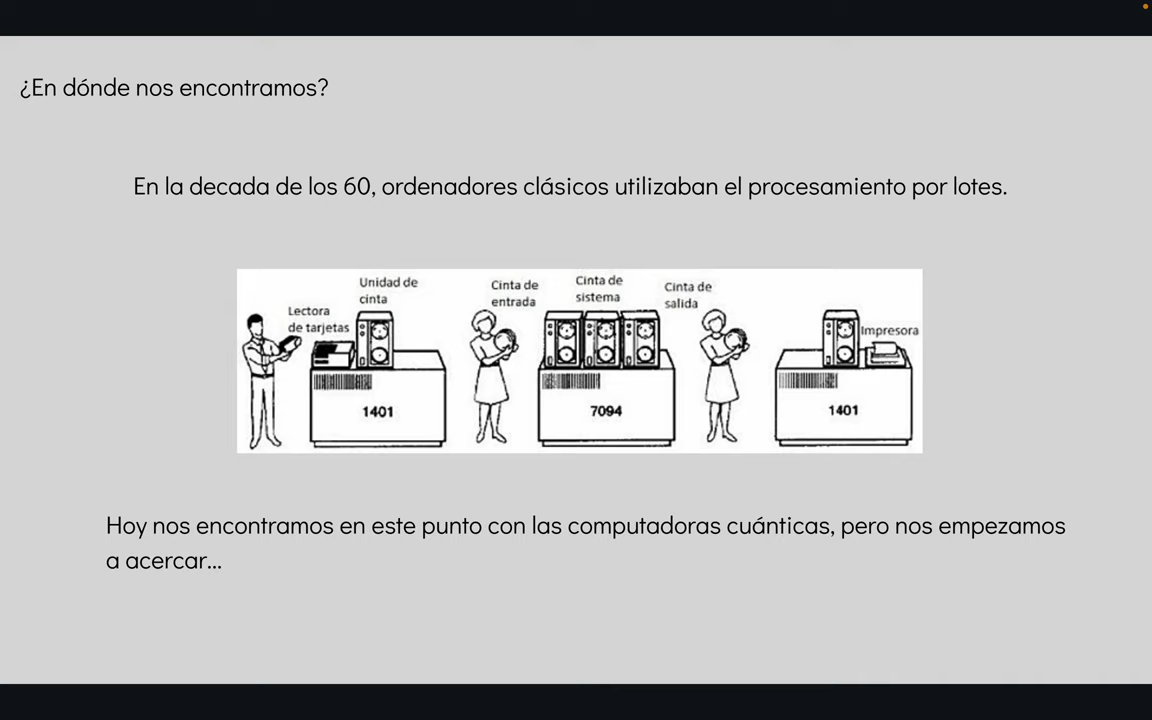 ¿En dónde nos encontramos?
En la decada de los 60, ordenadores clásicos utilizaban el procesamiento por lotes.
Lectora
de tarjetas
Unidad de
cinta
1401
Cinta de
entrada
Cinta de
sistema
7094
Cinta de
salida
Impresora
1401
Hoy nos encontramos en este punto con las computadoras cuánticas, pero nos empezamos
a acercar...